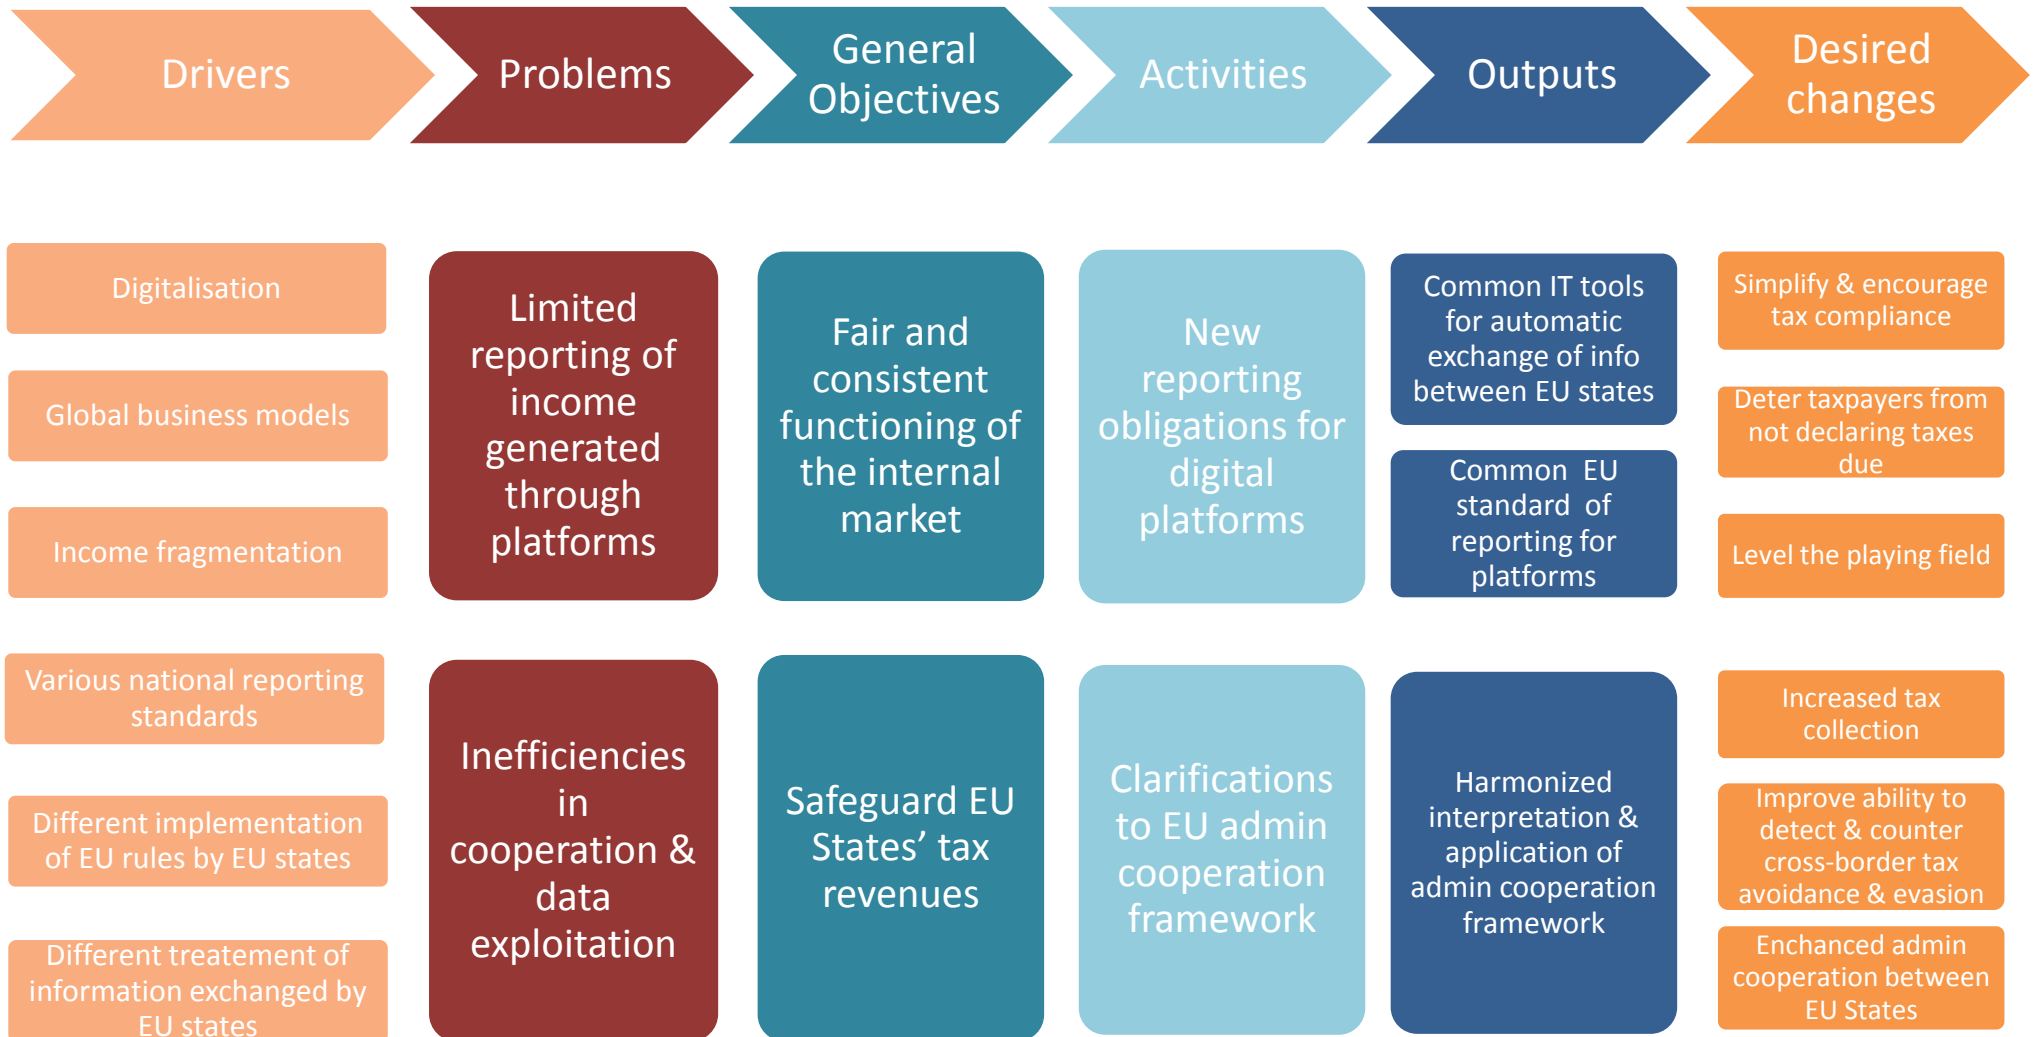 Drivers
Problems
General
Objectives
Activities
Outputs
Desired
changes
Digitalisation
Global business models
Income fragmentation
Various national reporting
standards
Different implementation
of EU rules by EU states
Different treatement of
information exchanged by
EU states
Limited
reporting of
income
generated
through
platforms
Inefficiencies
in
cooperation &
data
exploitation
Fair and
consistent
functioning of
the internal
market
Safeguard EU
States’ tax
revenues
New
reporting
obligations for
digital
platforms
Clarifications
to EU admin
cooperation
framework
Common IT tools
for automatic
exchange of info
between EU states
Common EU
standard of
reporting for
platforms
Harmonized
interpretation &
application of
admin cooperation
framework
Simplify & encourage
tax compliance
Deter taxpayers from
not declaring taxes
due
Level the playing field
Increased tax
collection
Improve ability to
detect & counter
cross-border tax
avoidance & evasion
Enchanced admin
cooperation between
EU States